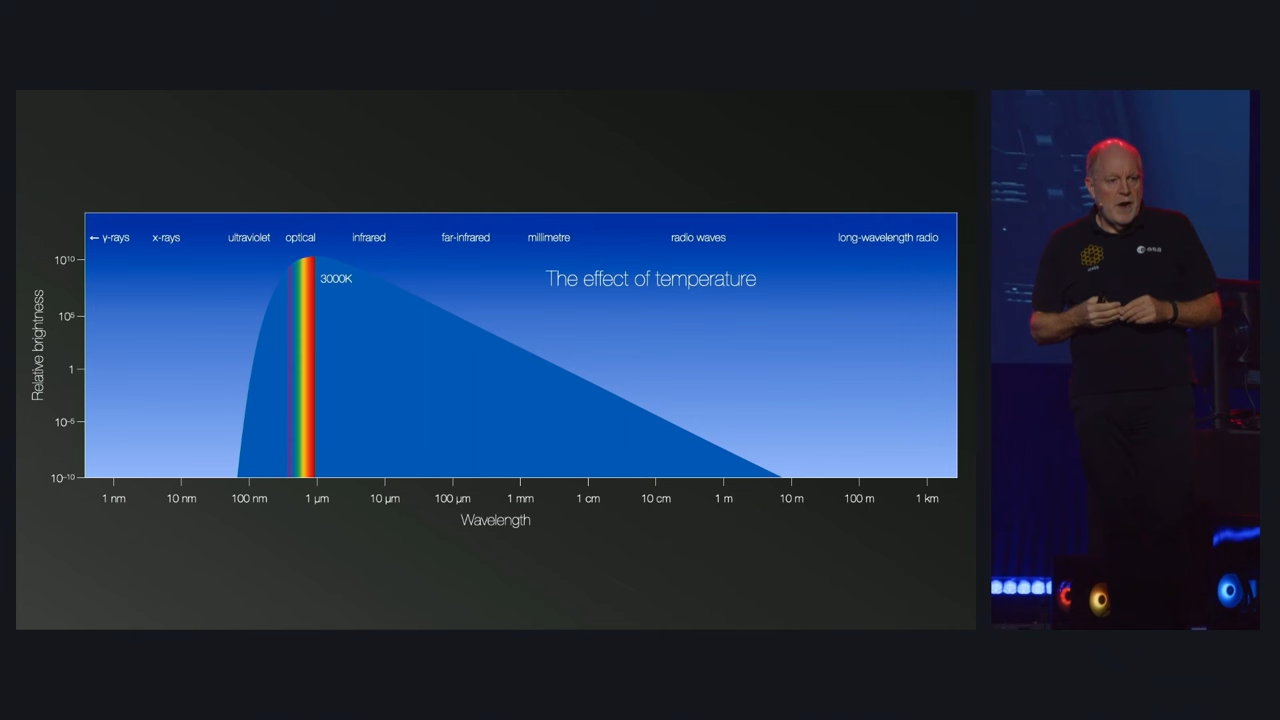 ← γ-rays x-rays ultraviolet optical infrared far-infrared millimetre radio waves long-wavelength radio
The effect of temperature
3000K
Relative brightness
10¹⁰
10⁵
1
10⁻⁵
10⁻¹⁰
1 nm 10 nm 100 nm 1 μm 10 μm 100 μm 1 mm 1 cm 10 cm 1 m 10 m 100 m 1 km
Wavelength
esa